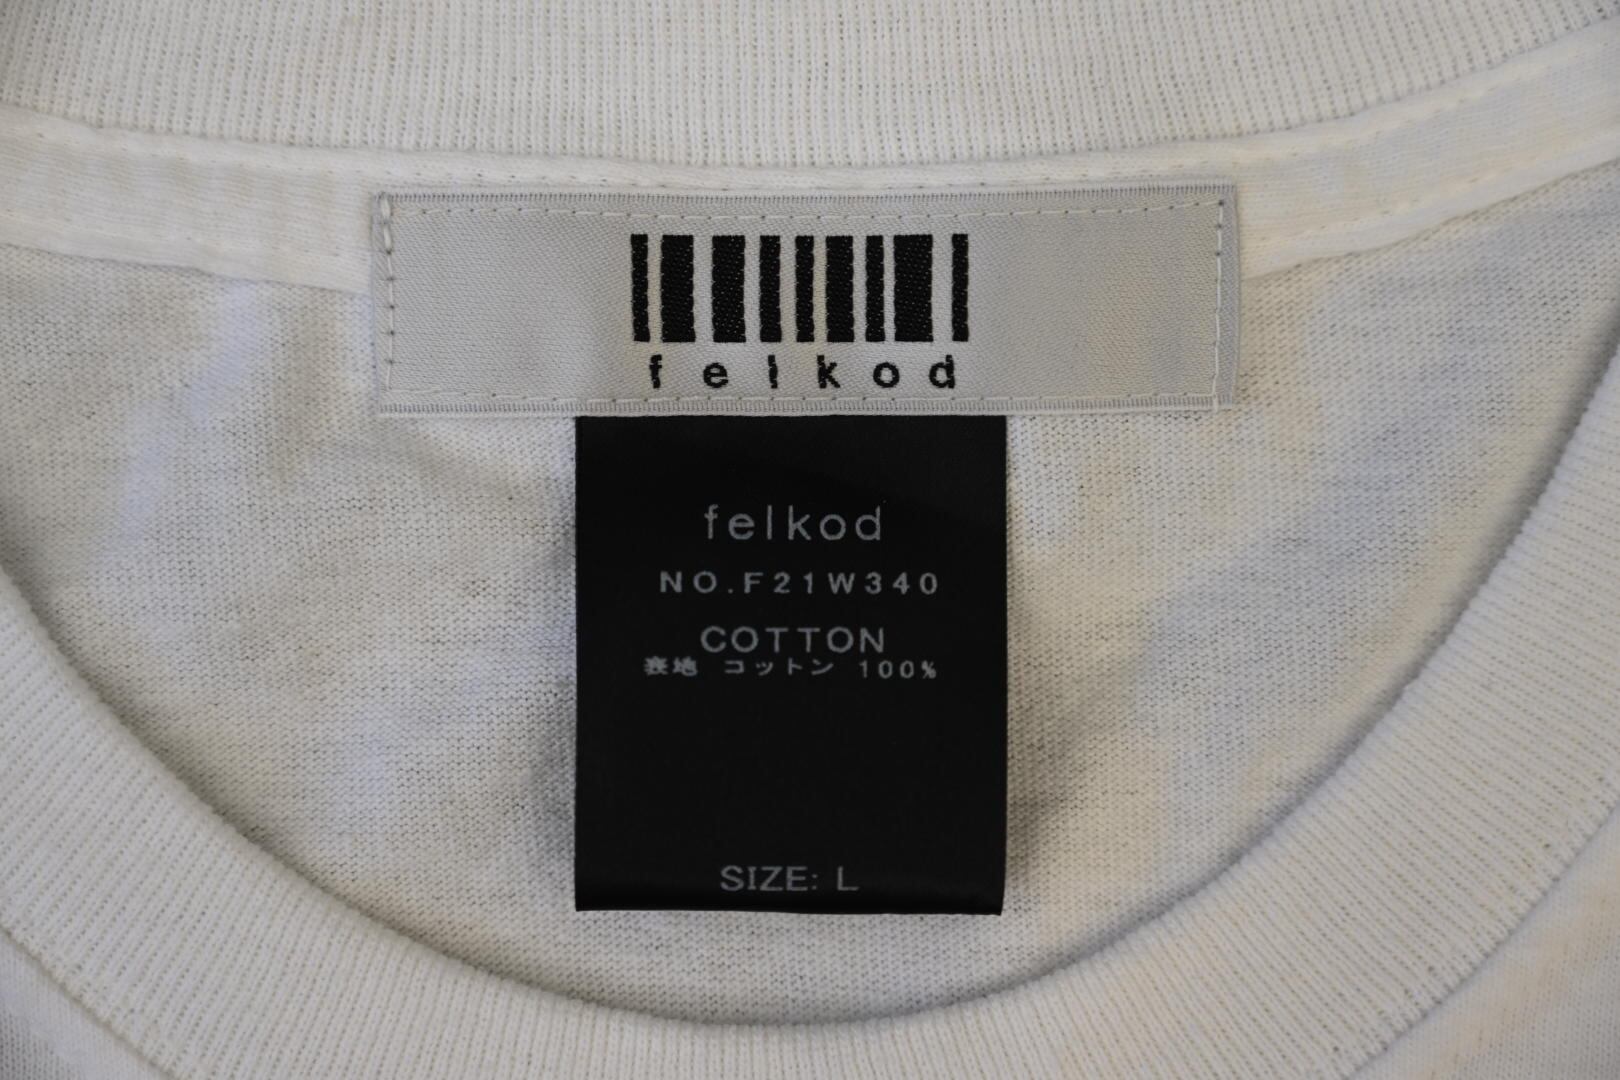 felkod
felkod
NO.F21W340
COTTON
表地 コットン 100%
SIZE: L